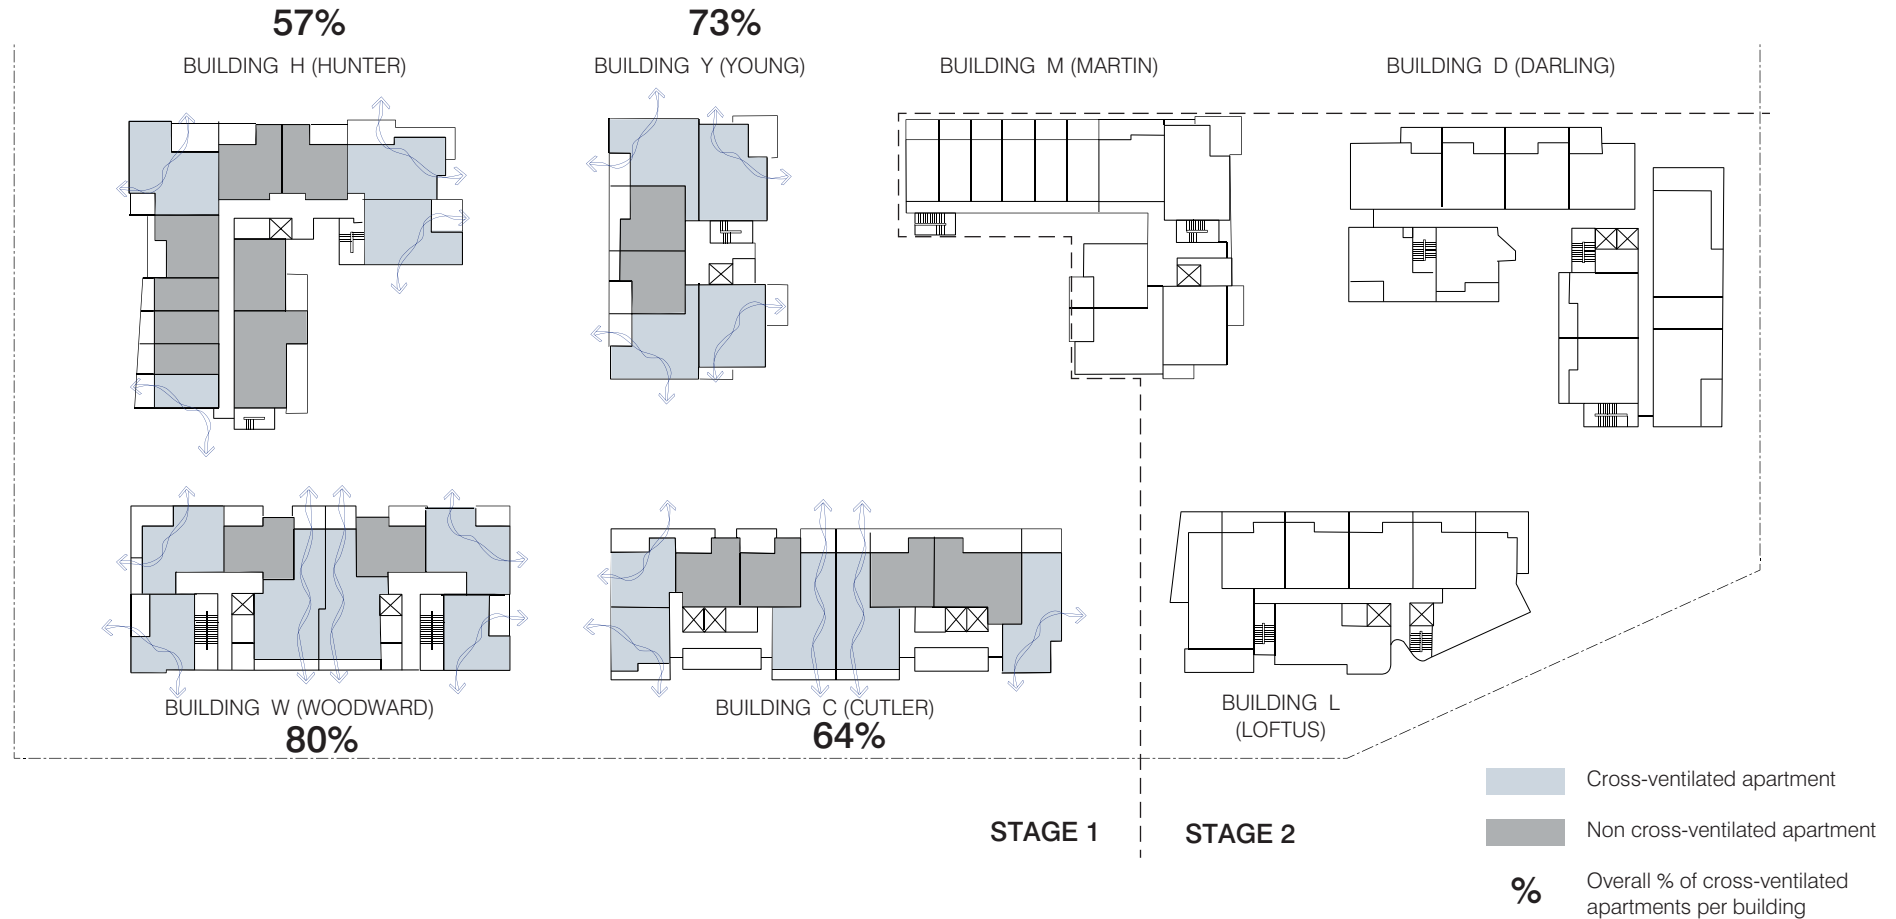 57%
73%
BUILDING H (HUNTER)
BUILDING Y (YOUNG)
BUILDING M (MARTIN)
BUILDING D (DARLING)
BUILDING W (WOODWARD)
80%
BUILDING C (CUTLER)
64%
BUILDING L
(LOFTUS)
STAGE 1
STAGE 2
Cross-ventilated apartment
Non cross-ventilated apartment
% Overall % of cross-ventilated
apartments per building